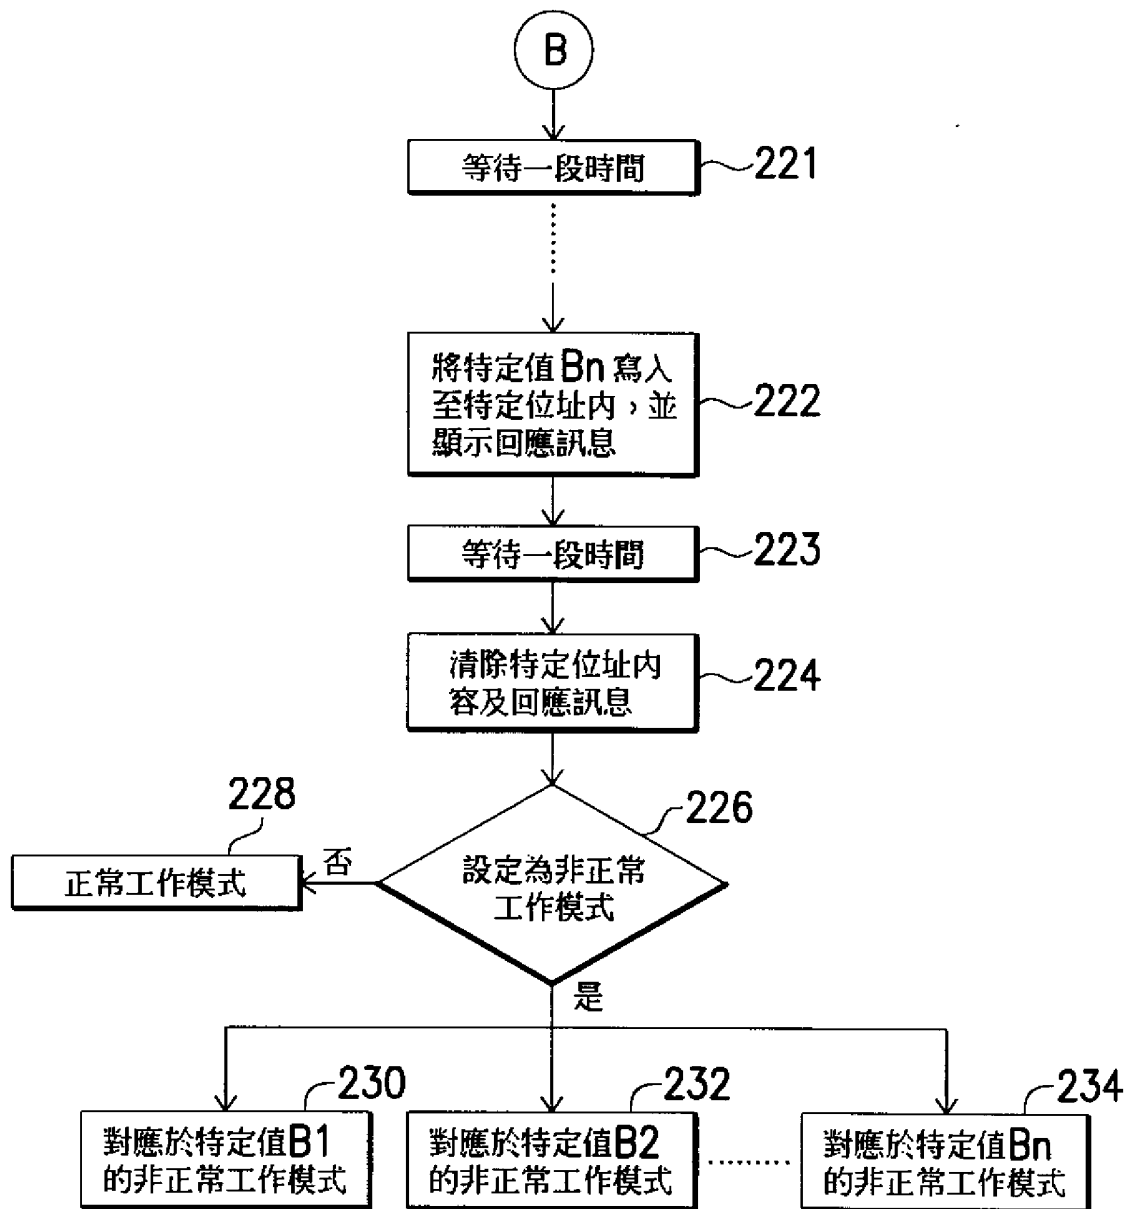 B
等待一段時間
221
將特定值Bn寫入
至特定位址内，並
顯示回應訊息
222
等待一段時間
223
清除特定位址内
容及回應訊息
224
226
設定為非正常
工作模式
228
否
正常工作模式
是
230
對應於特定值B1
的非正常工作模式
232
對應於特定值B2
的非正常工作模式
234
對應於特定值Bn
的非正常工作模式